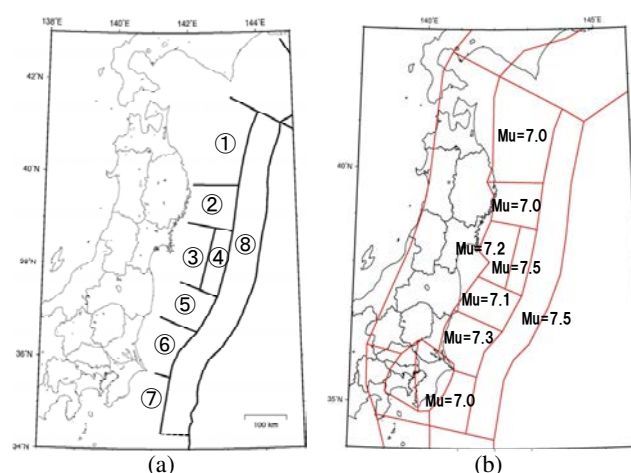 138°E 140°E 142°E 144°E
42°N
40°N
38°N
36°N
34°N
①
②
③ ④ ⑧
⑤
⑥
⑦
100 km
(a)
140°E 145°E
40°N
35°N
Mu=7.0
Mu=7.0
Mu=7.2
Mu=7.5
Mu=7.1
Mu=7.5
Mu=7.3
Mu=7.0
(b)